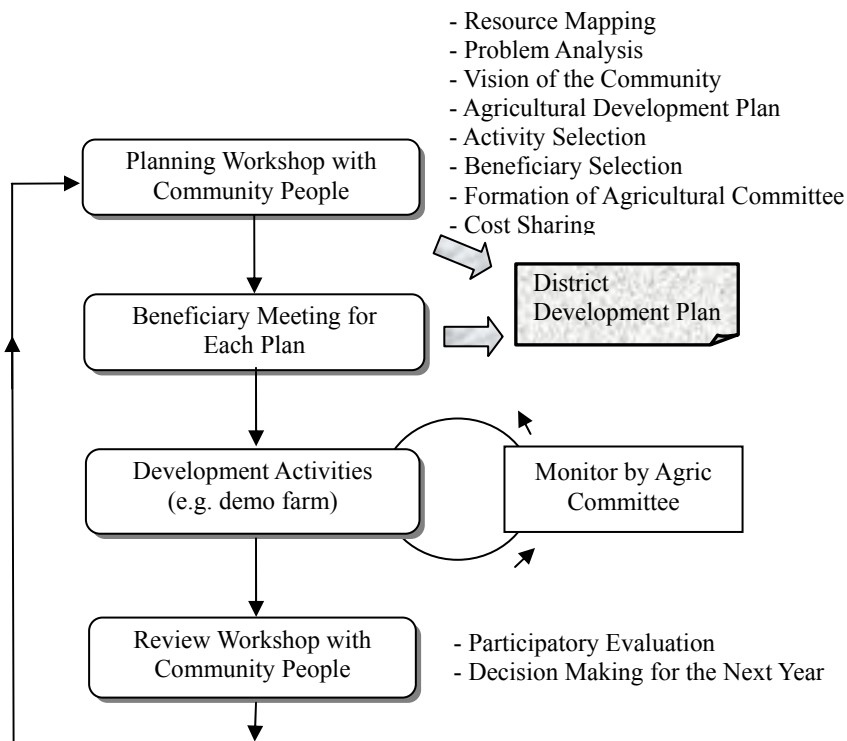 - Resource Mapping
- Problem Analysis
- Vision of the Community
- Agricultural Development Plan
- Activity Selection
- Beneficiary Selection
- Formation of Agricultural Committee
- Cost Sharing
Planning Workshop with
Community People
District
Development Plan
Beneficiary Meeting for
Each Plan
Development Activities
(e.g. demo farm)
Monitor by Agric
Committee
Review Workshop with
Community People
- Participatory Evaluation
- Decision Making for the Next Year